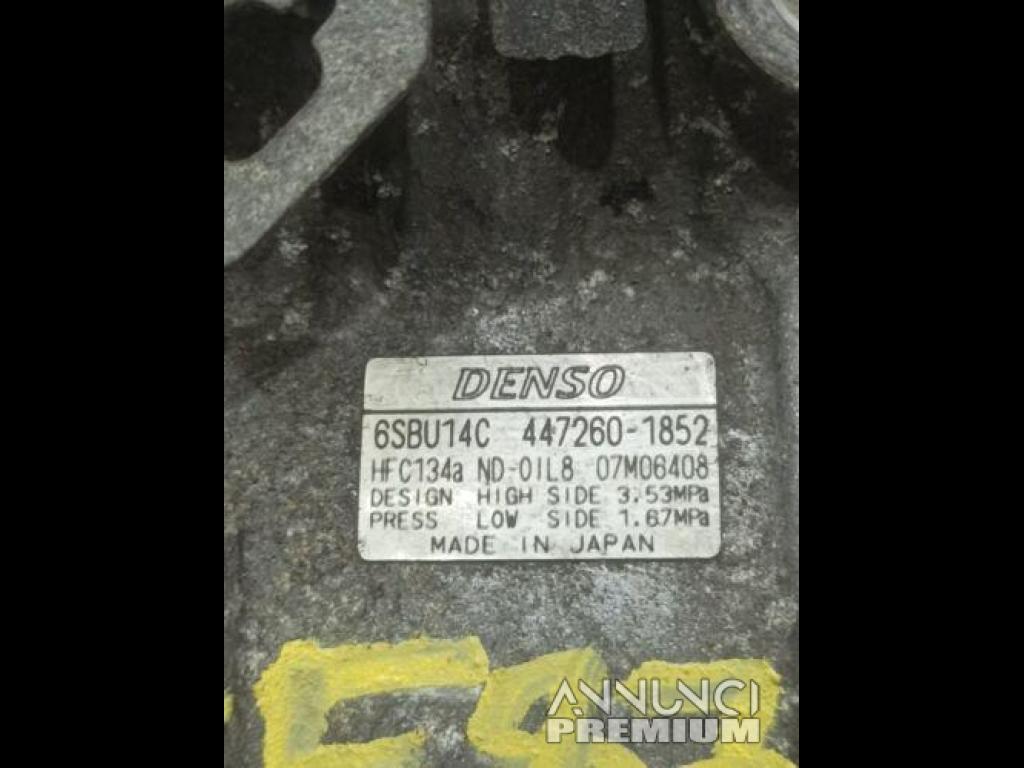 DENSO
6SBU14C 447260-1852
HFC134a ND-OIL8 07M06408
DESIGN HIGH SIDE 3.53MPa
PRESS LOW SIDE 1.67MPa
MADE IN JAPAN
ANNUNCI
PREMIUM